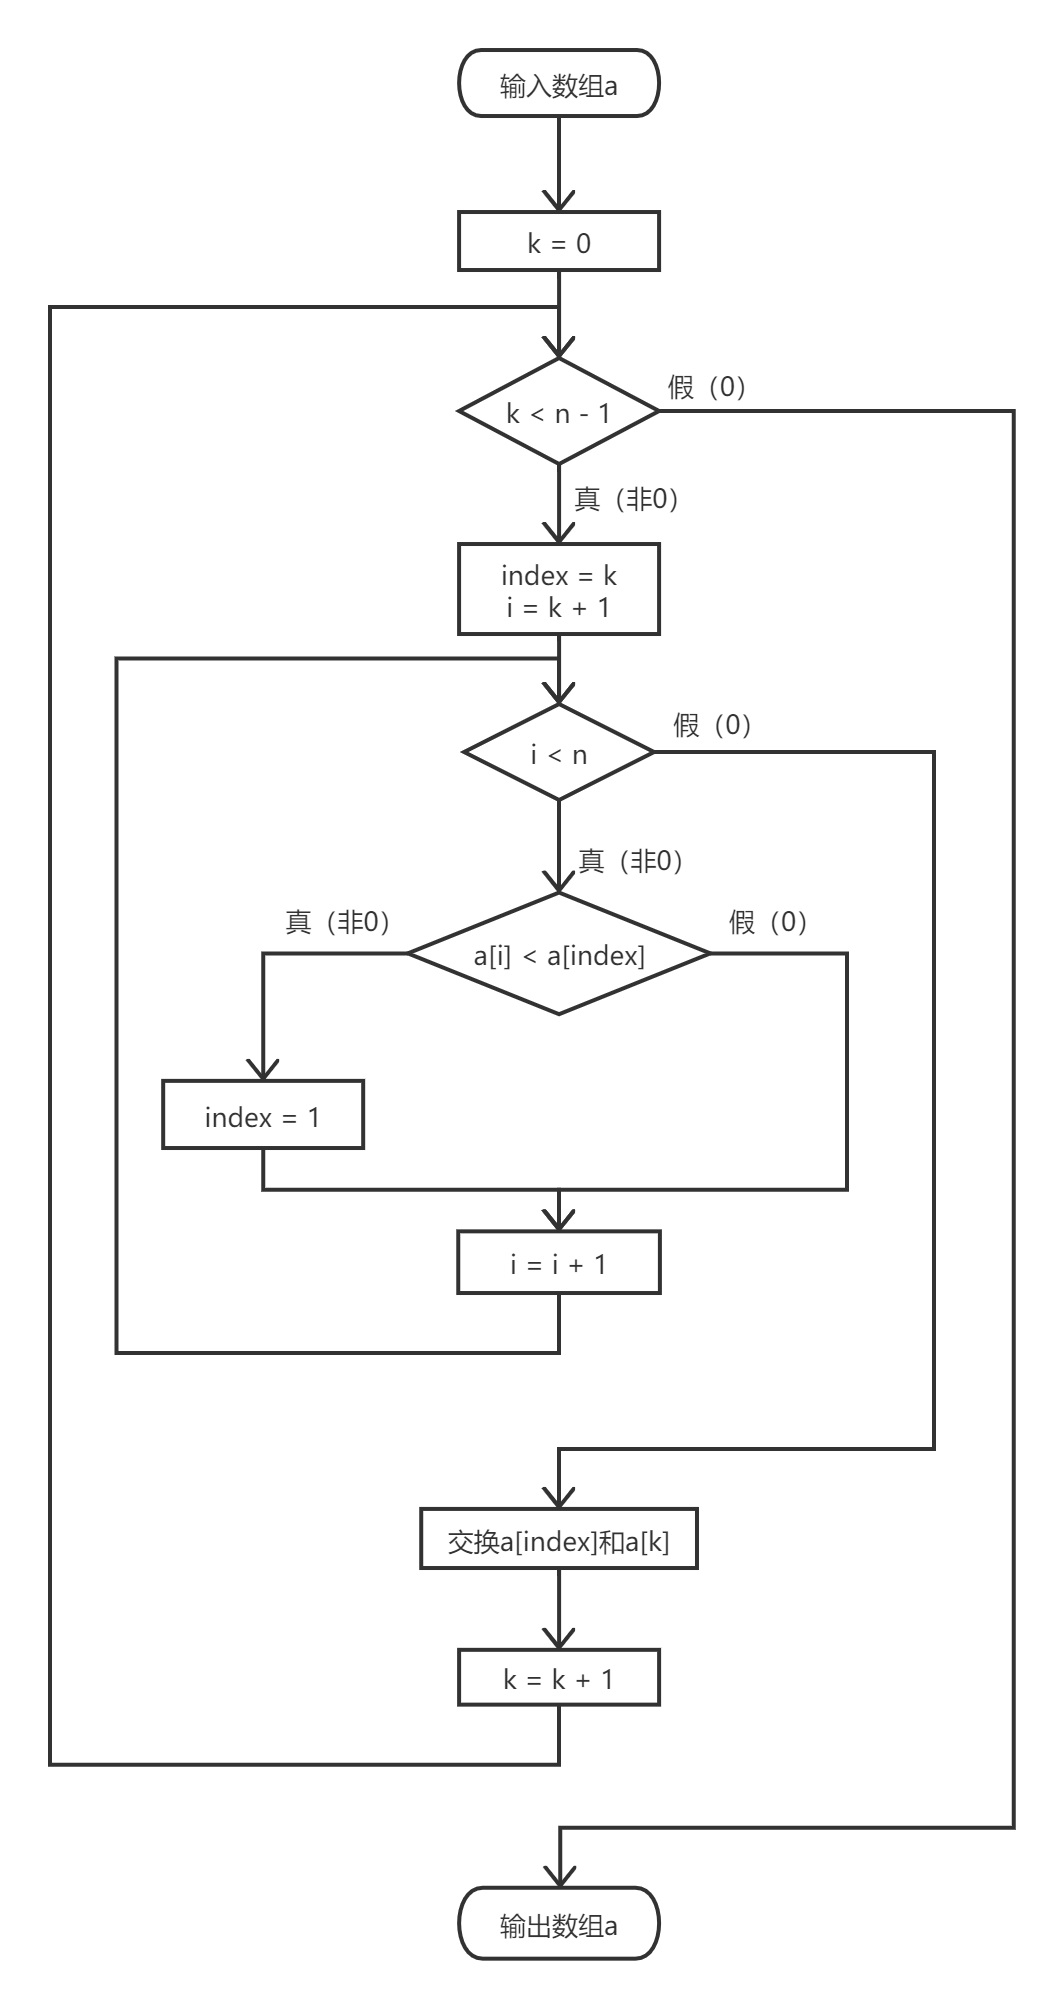 输入数组a
k = 0
k < n - 1
假（0）
真（非0）
index = k
i = k + 1
i < n
假（0）
真（非0）
真（非0）
a[i] < a[index]
假（0）
index = 1
i = i + 1
交换a[index]和a[k]
k = k + 1
输出数组a